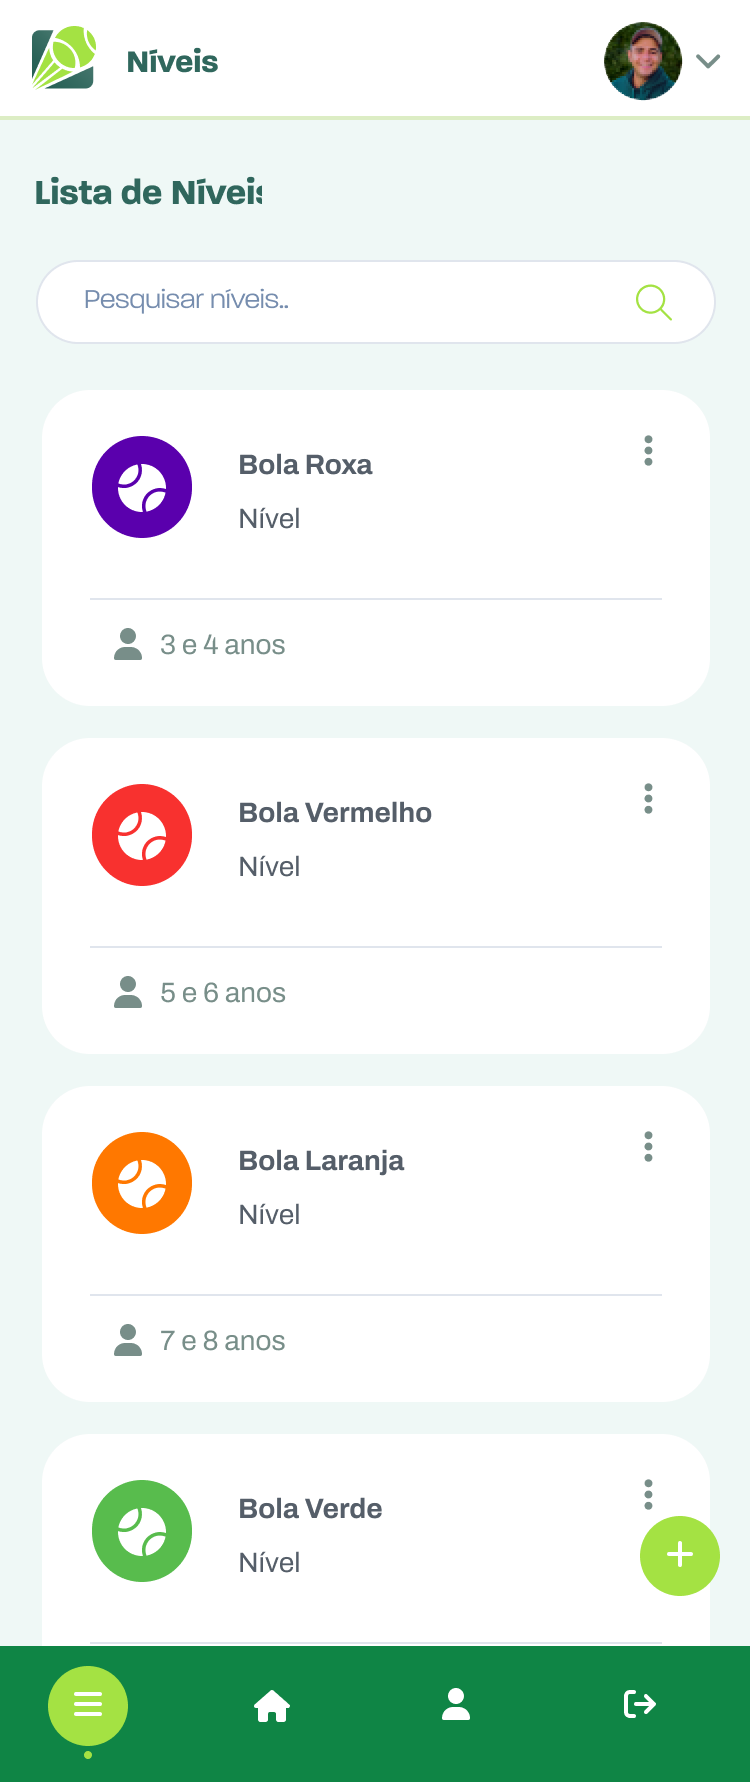 Níveis
Lista de Níveis
Pesquisar níveis..
Bola Roxa
Nível
3 e 4 anos
Bola Vermelho
Nível
5 e 6 anos
Bola Laranja
Nível
7 e 8 anos
Bola Verde
Nível